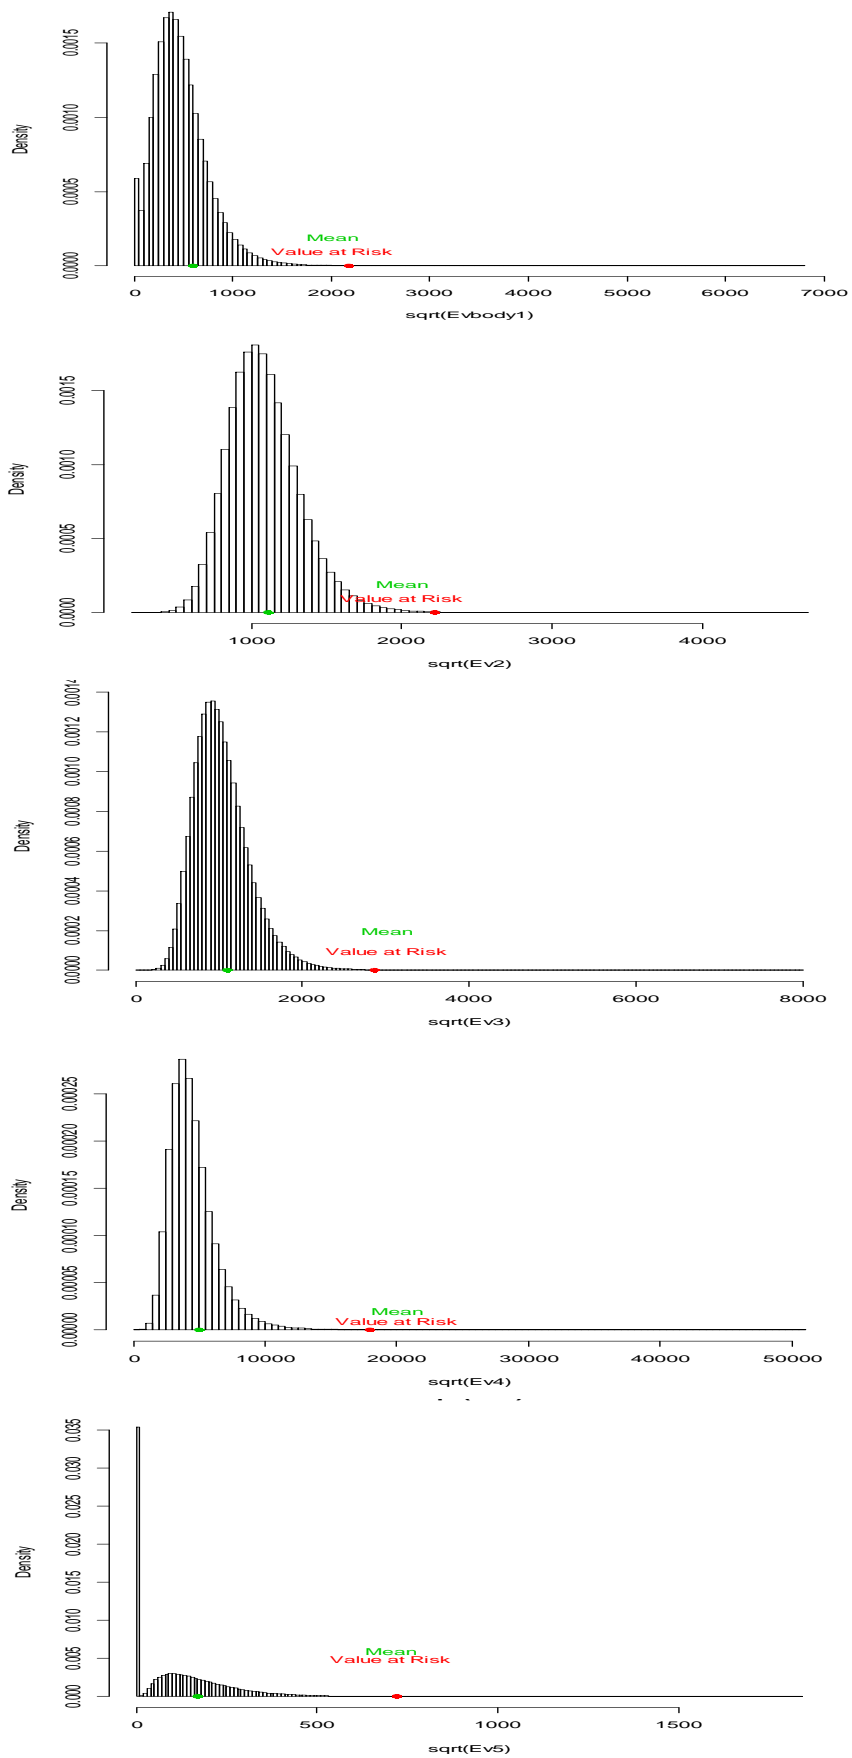 Density
0.0000 0.0005 0.0010 0.0015
Mean
Value at Risk
0 1000 2000 3000 4000 5000 6000 7000
sqrt(Evbody1)
Density
0.0000 0.0005 0.0010 0.0015
Mean
Value at Risk
1000 2000 3000 4000
sqrt(Ev2)
Density
0.0000 0.0002 0.0004 0.0006 0.0008 0.0010 0.0012 0.0014
Mean
Value at Risk
0 2000 4000 6000 8000
sqrt(Ev3)
Density
0.00000 0.00005 0.00010 0.00015 0.00020 0.00025
Mean
Value at Risk
0 10000 20000 30000 40000 50000
sqrt(Ev4)
Density
0.000 0.005 0.010 0.015 0.020 0.025 0.030 0.035
Mean
Value at Risk
0 500 1000 1500
sqrt(Ev5)